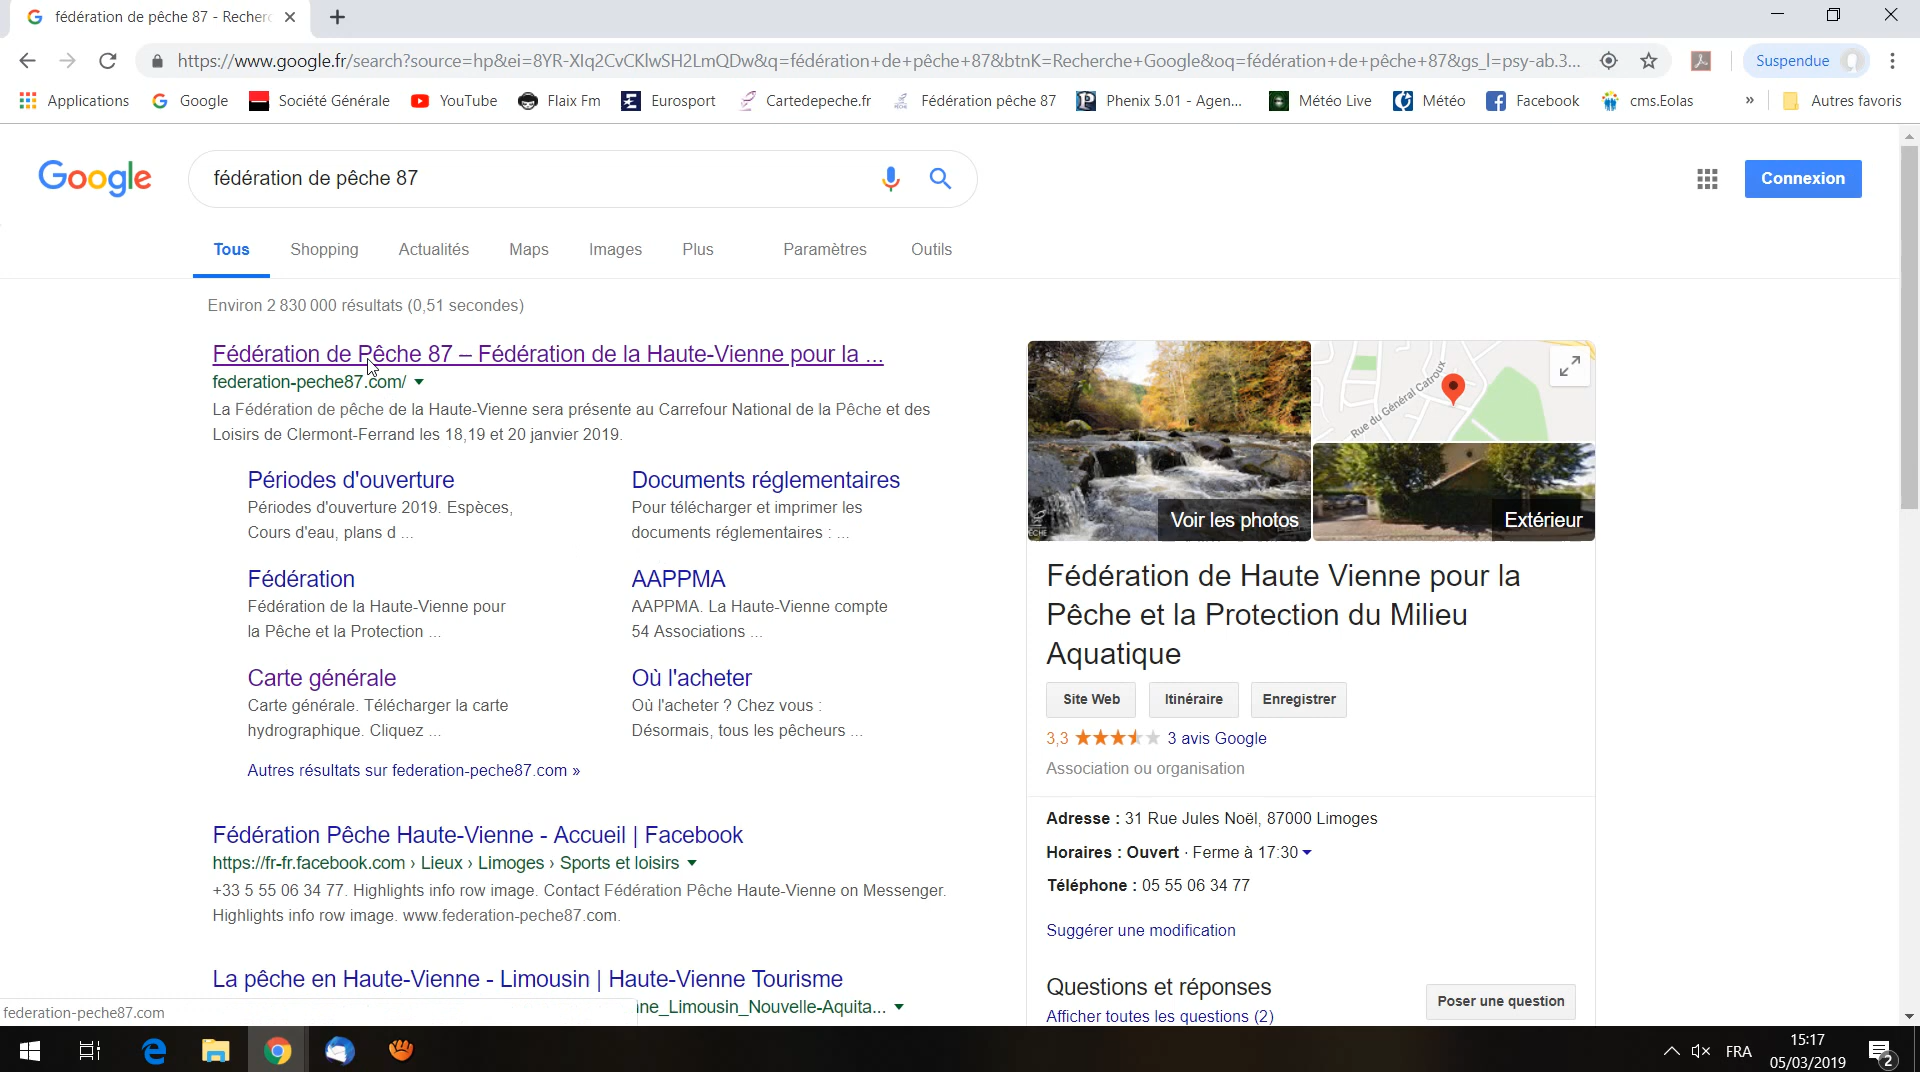 fédération de pêche 87 - Recher
https://www.google.fr/search?source=hp&ei=8YR-XIq2CvCKlwSH2LmQDw&q=fédération+de+pêche+87&btnK=Recherche+Google&oq=fédération+de+pêche+87&gs_l=psy-ab.3...
Suspendue
Applications Google Société Générale YouTube Flaix Fm Eurosport Cartedepeche.fr Fédération pêche 87 Phenix 5.01 - Agen... Météo Live Météo Facebook cms.Eolas » Autres favoris
Google
fédération de pêche 87
Connexion
Tous Shopping Actualités Maps Images Plus Paramètres Outils
Environ 2 830 000 résultats (0,51 secondes)
Fédération de Pêche 87 – Fédération de la Haute-Vienne pour la ...
federation-peche87.com/
La Fédération de pêche de la Haute-Vienne sera présente au Carrefour National de la Pêche et des
Loisirs de Clermont-Ferrand les 18,19 et 20 janvier 2019.
Périodes d'ouverture
Périodes d'ouverture 2019. Espèces,
Cours d'eau, plans d ...
Documents réglementaires
Pour télécharger et imprimer les
documents réglementaires : ...
Fédération
Fédération de la Haute-Vienne pour
la Pêche et la Protection ...
AAPPMA
AAPPMA. La Haute-Vienne compte
54 Associations ...
Carte générale
Carte générale. Télécharger la carte
hydrographique. Cliquez ...
Où l'acheter
Où l'acheter ? Chez vous :
Désormais, tous les pêcheurs ...
Autres résultats sur federation-peche87.com »
Fédération Pêche Haute-Vienne - Accueil | Facebook
https://fr-fr.facebook.com › Lieux › Limoges › Sports et loisirs
+33 5 55 06 34 77. Highlights info row image. Contact Fédération Pêche Haute-Vienne on Messenger.
Highlights info row image. www.federation-peche87.com.
La pêche en Haute-Vienne - Limousin | Haute-Vienne Tourisme
ne_Limousin_Nouvelle-Aquita...
federation-peche87.com
Rue du Général Catroux
Voir les photos
Extérieur
Fédération de Haute Vienne pour la
Pêche et la Protection du Milieu
Aquatique
Site Web Itinéraire Enregistrer
3,3 3 avis Google
Association ou organisation
Adresse : 31 Rue Jules Noël, 87000 Limoges
Horaires : Ouvert · Ferme à 17:30
Téléphone : 05 55 06 34 77
Suggérer une modification
Questions et réponses
Poser une question
Afficher toutes les questions (2)
FRA
15:17
05/03/2019
2